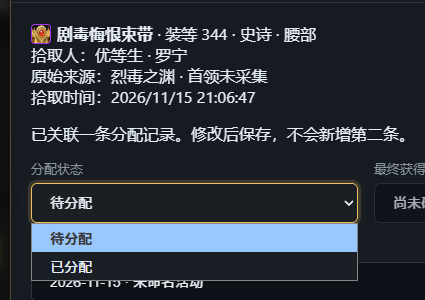 剧毒悔恨束带 · 装等 344 · 史诗 · 腰部
拾取人：优等生 · 罗宁
原始来源：烈毒之渊 · 首领未采集
拾取时间：2026/11/15 21:06:47
已关联一条分配记录。修改后保存，不会新增第二条。
分配状态
最终获得
待分配
尚未
待分配
已分配
2026-11-15 · 未命名活动